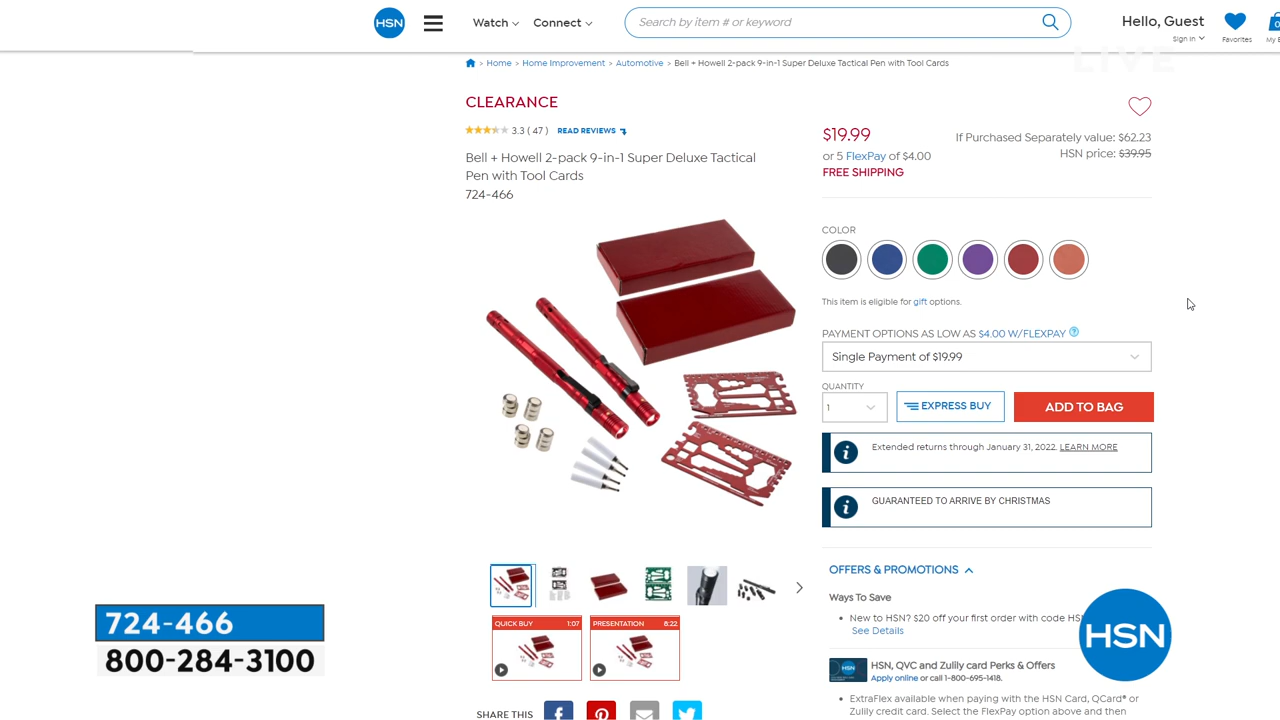 HSN
Watch
Connect
Search by item # or keyword
Hello, Guest
Sign In
Favorites
LIVE
> Home > Home Improvement > Automotive > Bell + Howell 2-pack 9-in-1 Super Deluxe Tactical Pen with Tool Cards
CLEARANCE
3.3 ( 47 ) READ REVIEWS
Bell + Howell 2-pack 9-in-1 Super Deluxe Tactical
Pen with Tool Cards
724-466
$19.99
or 5 FlexPay of $4.00
FREE SHIPPING
If Purchased Separately value: $62.23
HSN price: $39.95
COLOR
This item is eligible for gift options.
PAYMENT OPTIONS AS LOW AS $4.00 W/FLEXPAY ?
Single Payment of $19.99
QUANTITY
1
EXPRESS BUY
ADD TO BAG
Extended returns through January 31, 2022. LEARN MORE
GUARANTEED TO ARRIVE BY CHRISTMAS
OFFERS & PROMOTIONS
Ways To Save
New to HSN? $20 off your first order with code
See Details
HSN
HSN, QVC and Zulily card Perks & Offers
Apply online or call 1-800-695-1418.
ExtraFlex available when paying with the HSN Card, QCard® or
Zulily credit card. Select the FlexPay option above and then
QUICK BUY 1:07
PRESENTATION 8:22
SHARE THIS
724-466
800-284-3100
HSN